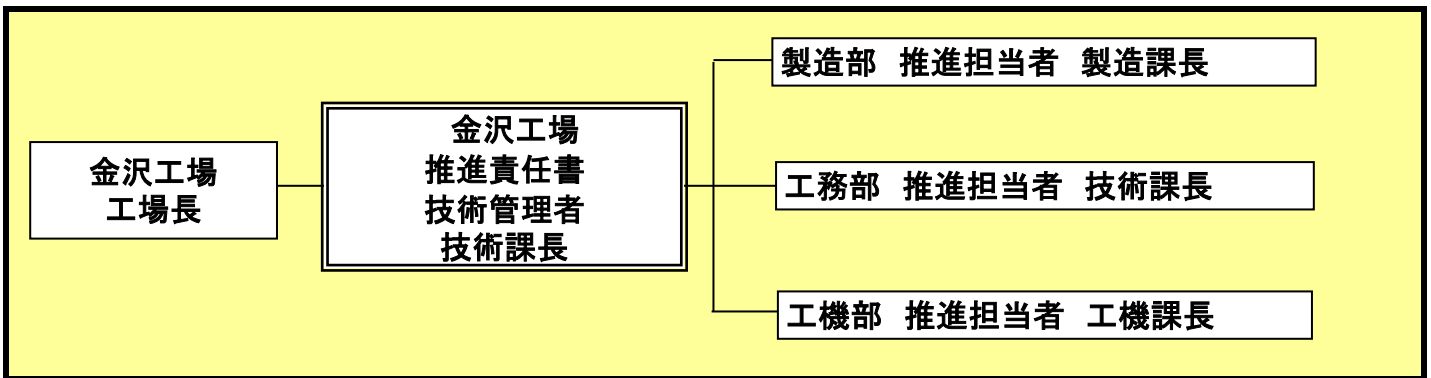 金沢工場
工場長
金沢工場
推進責任書
技術管理者
技術課長
製造部 推進担当者 製造課長
工務部 推進担当者 技術課長
工機部 推進担当者 工機課長